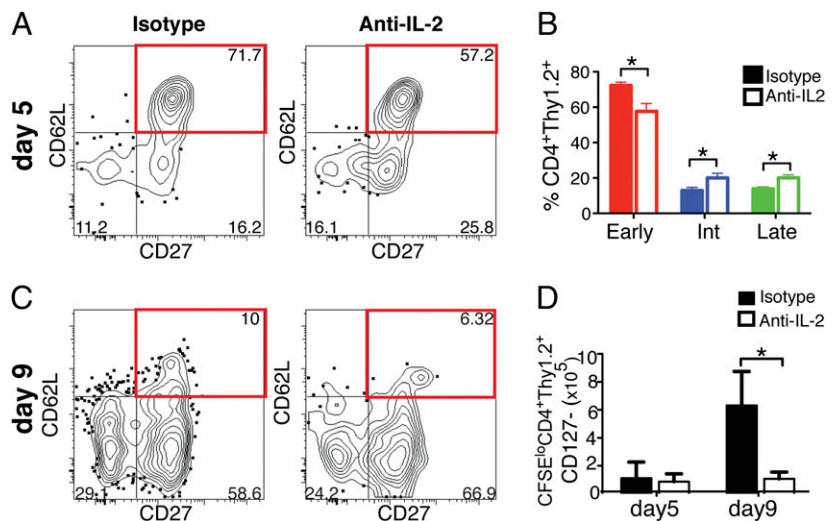 A
Isotype
Anti-IL-2
day 5
CD62L
71.7
11.2
16.2
CD27
CD62L
57.2
16.1
25.8
CD27
B
% CD4+Thy1.2+
80
60
40
20
0
*
*
*
Isotype
Anti-IL2
Early
Int
Late
C
day 9
CD62L
10
29
58.6
CD27
CD62L
6.32
24.2
66.9
CD27
D
Isotype
Anti-IL-2
CFSEloCD4+Thy1.2+
CD127- (x105)
10
8
6
4
2
0
*
day5
day9